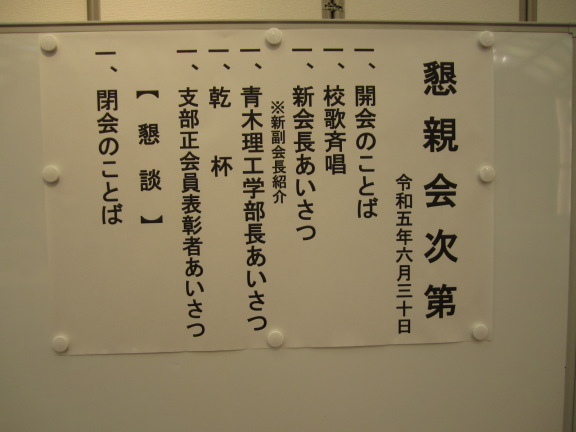 懇親会次第
令和五年六月三十日
一、開会のことば
一、校歌斉唱
一、新会長あいさつ
※新副会長紹介
一、青木理工学部長あいさつ
一、乾　杯
一、支部正会員表彰者あいさつ
【懇　談】
一、閉会のことば